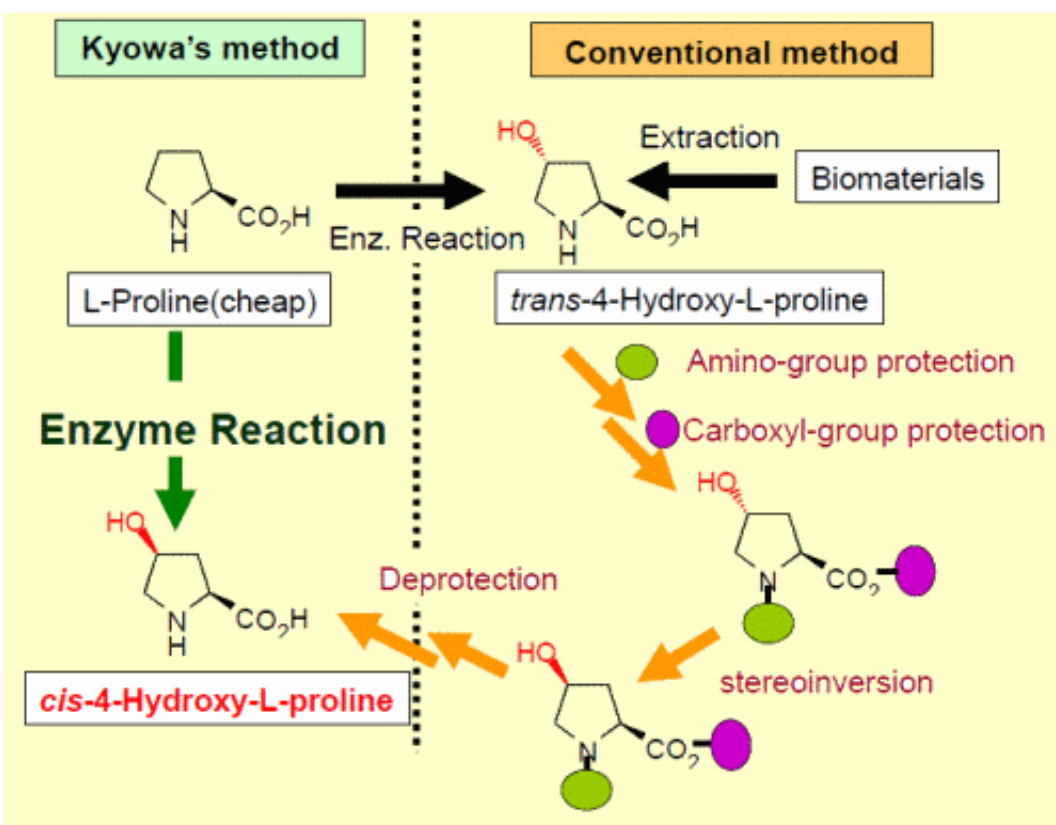 Kyowa's method
Conventional method
HO
Extraction
Biomaterials
N
H
CO2H
Enz. Reaction
N
H
CO2H
L-Proline(cheap)
trans-4-Hydroxy-L-proline
Amino-group protection
Enzyme Reaction
Carboxyl-group protection
HO
HO
N
CO2
Deprotection
N
H
CO2H
HO
stereoinversion
cis-4-Hydroxy-L-proline
N
CO2